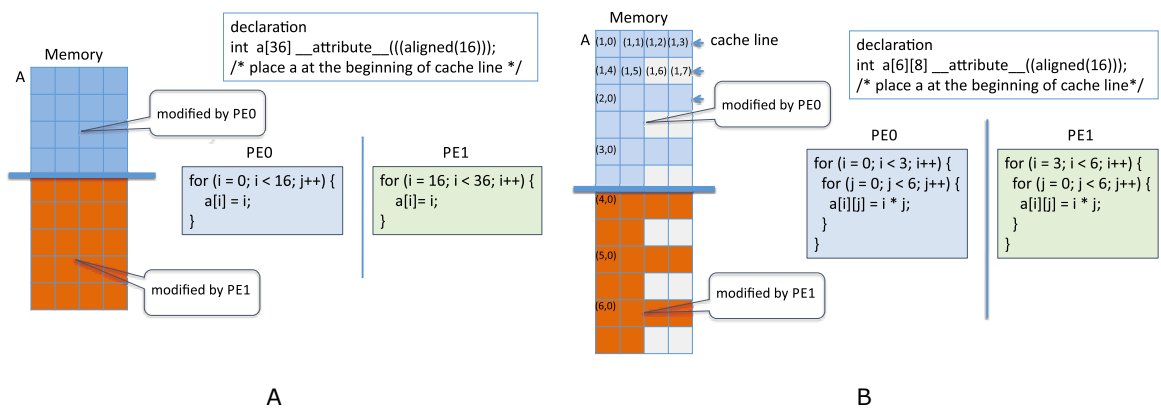 declaration
int a[36] __attribute__(((aligned(16)));
/* place a at the beginning of cache line */
Memory
A
modified by PE0
PE0
for (i = 0; i < 16; j++) {
a[i] = i;
}
PE1
for (i = 16; i < 36; i++) {
a[i]= i;
}
modified by PE1
A
Memory
A
(1,0) (1,1) (1,2) (1,3)
cache line
(1,4) (1,5) (1,6) (1,7)
(2,0)
(3,0)
(4,0)
(5,0)
(6,0)
declaration
int a[6][8] __attribute__((aligned(16));
/* place a at the beginning of cache line*/
modified by PE0
PE0
for (i = 0; i < 3; i++) {
for (j = 0; j < 6; j++) {
a[i][j] = i * j;
}
}
PE1
for (i = 3; i < 6; i++) {
for (j = 0; j < 6; j++) {
a[i][j] = i * j;
}
}
modified by PE1
B